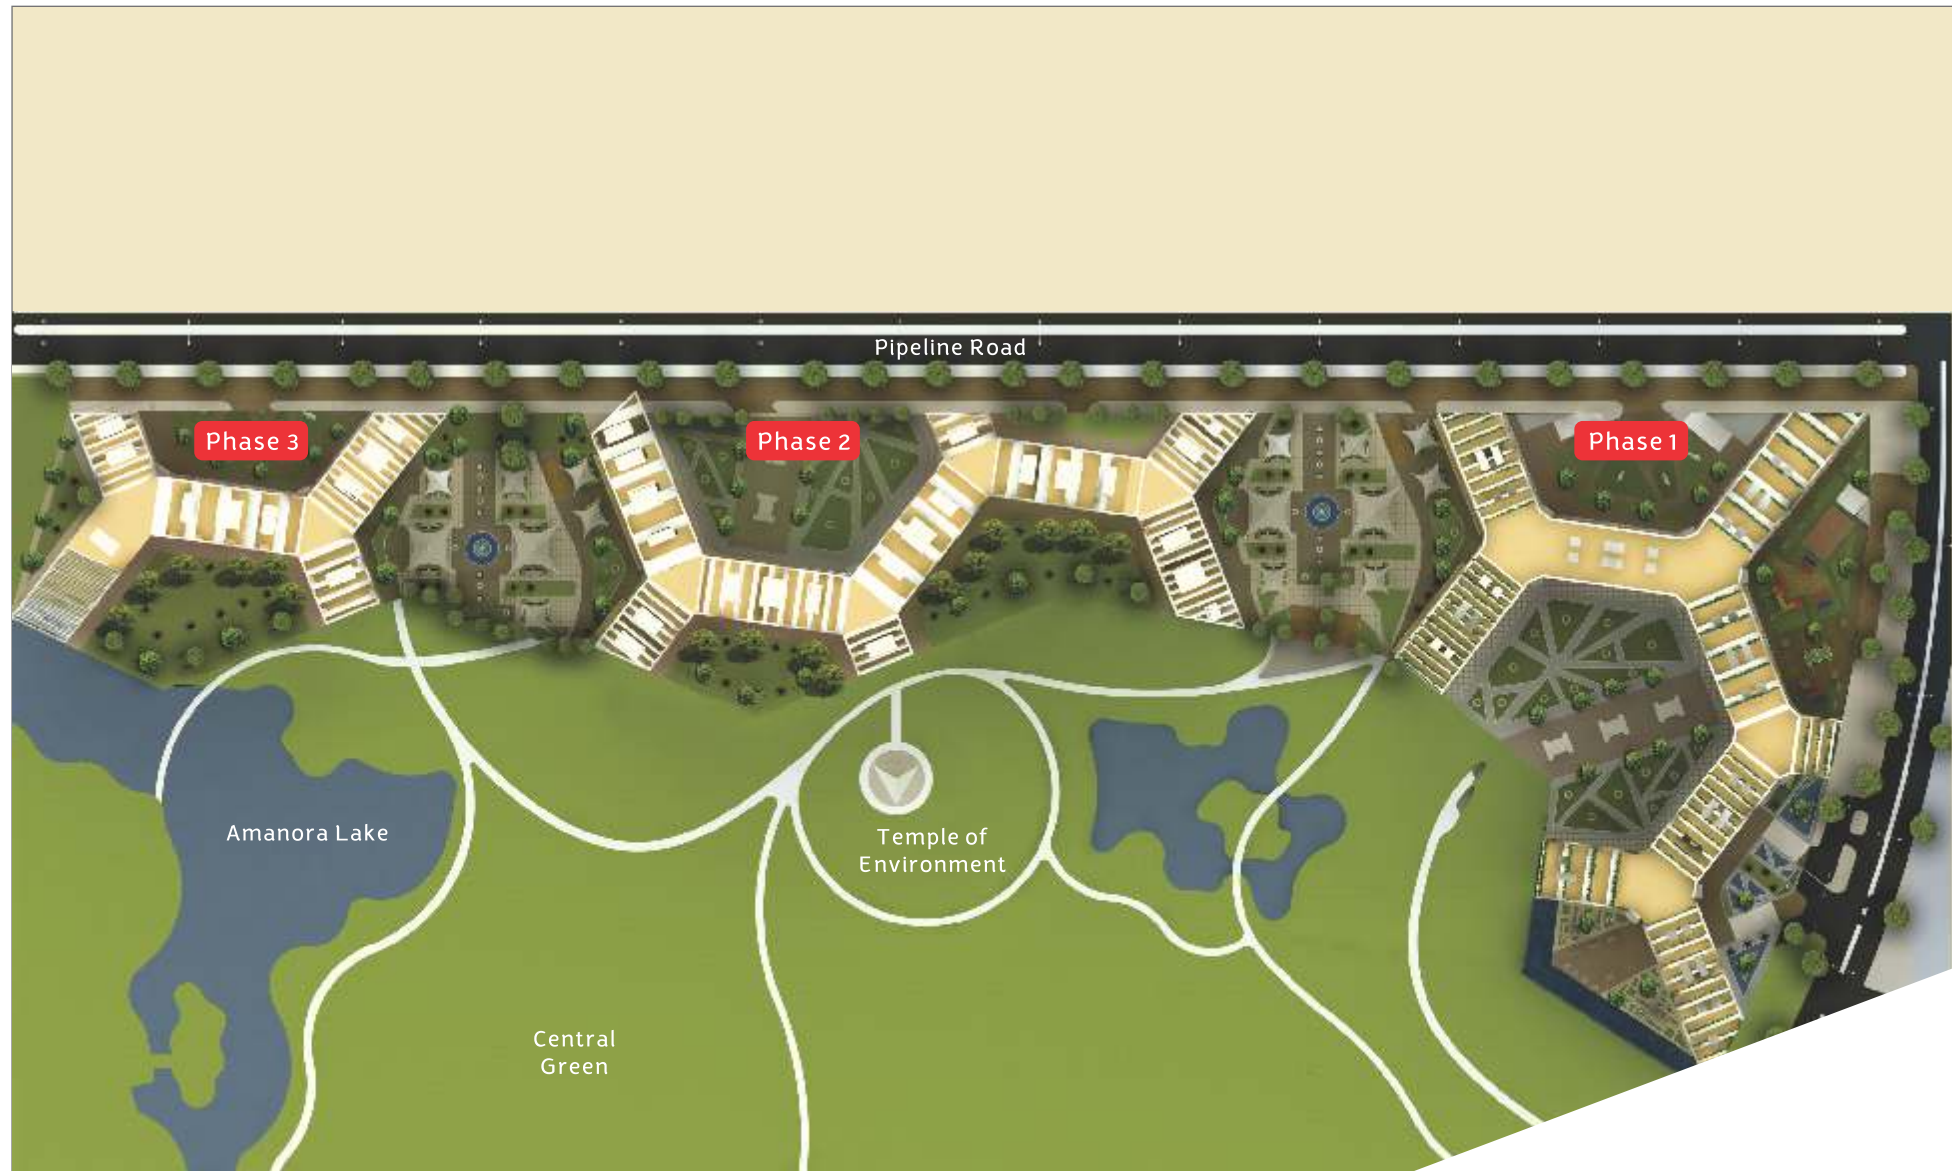 Pipeline Road
Phase 3
Phase 2
Phase 1
Amanora Lake
Temple of
Environment
Central
Green